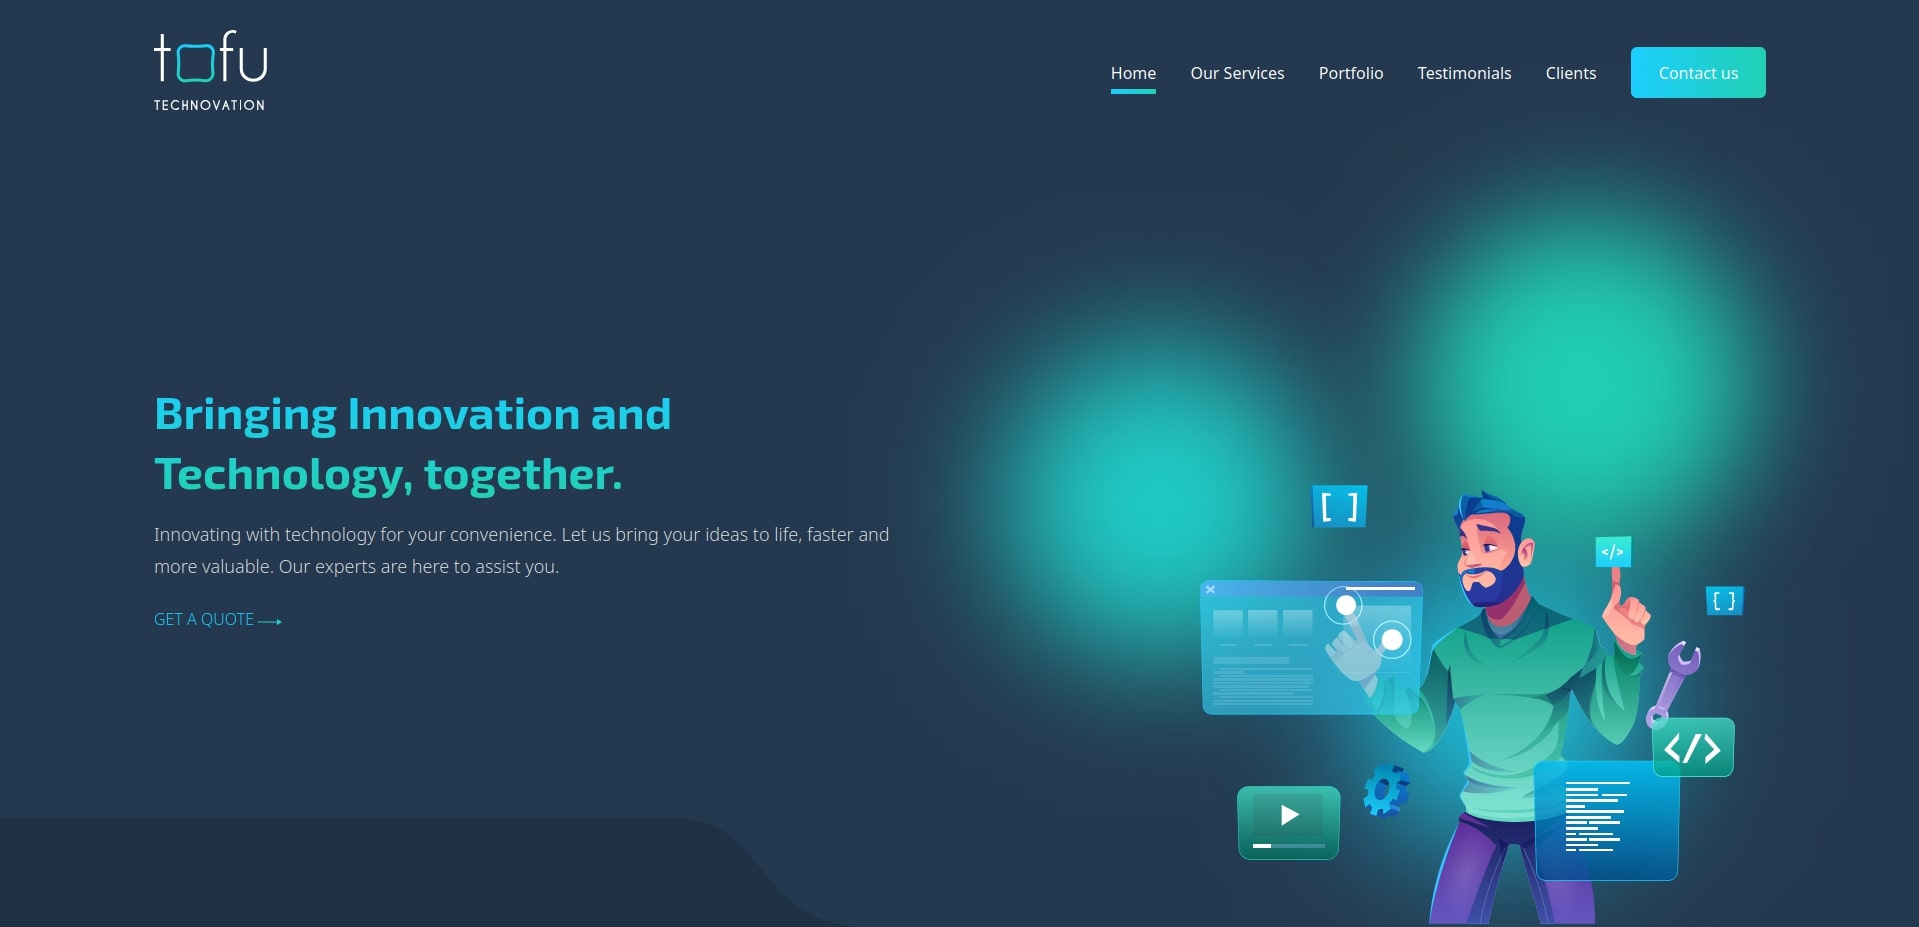 tofu
TECHNOVATION
Home Our Services Portfolio Testimonials Clients Contact us
Bringing Innovation and
Technology, together.
Innovating with technology for your convenience. Let us bring your ideas to life, faster and
more valuable. Our experts are here to assist you.
GET A QUOTE
[ ]
</>
{ }
</>